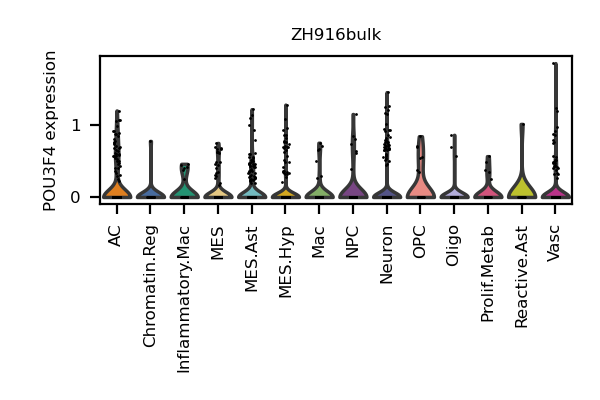 ZH916bulk
POU3F4 expression
1
0
AC
Chromatin.Reg
Inflammatory.Mac
MES
MES.Ast
MES.Hyp
Mac
NPC
Neuron
OPC
Oligo
Prolif.Metab
Reactive.Ast
Vasc